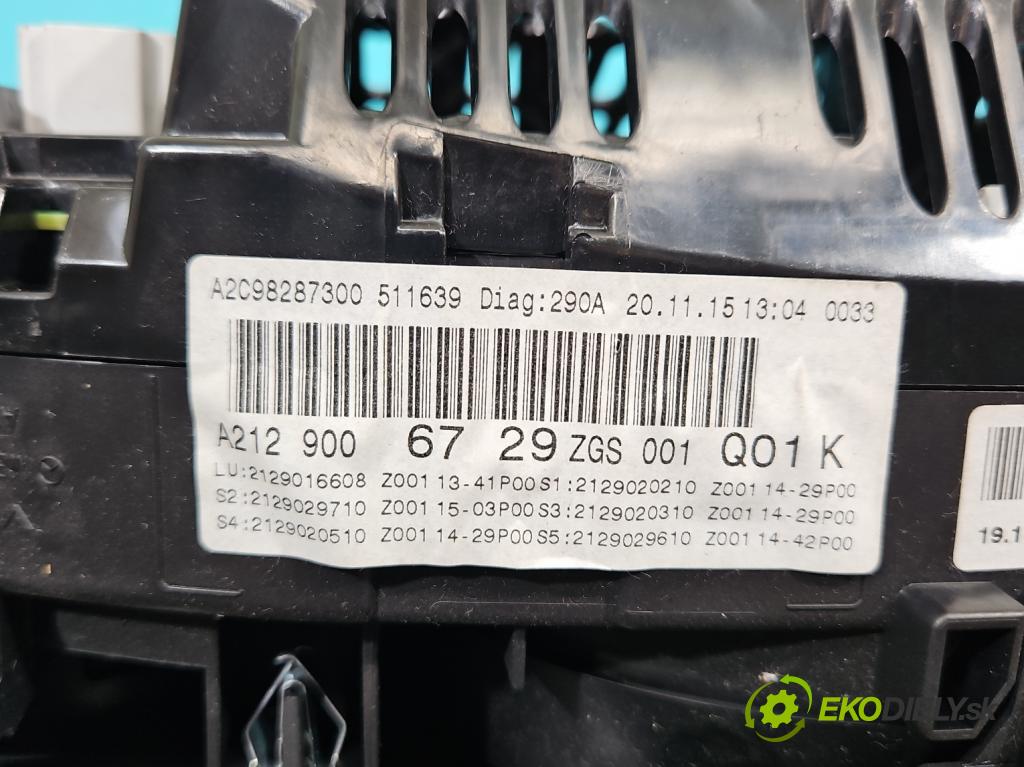 A2C98287300 511639 Diag:290A 20.11.15 13:04 0033
A212 900 67 29 ZGS 001 Q01 K
LU:2129016608 Z001 13-41P00 S1:2129020210 Z001 14-29P00
S2:2129029710 Z001 15-03P00 S3:2129020310 Z001 14-29P00
S4:2129020510 Z001 14-29P00 S5:2129029610 Z001 14-42P00
19.1
EKODIELY.sk